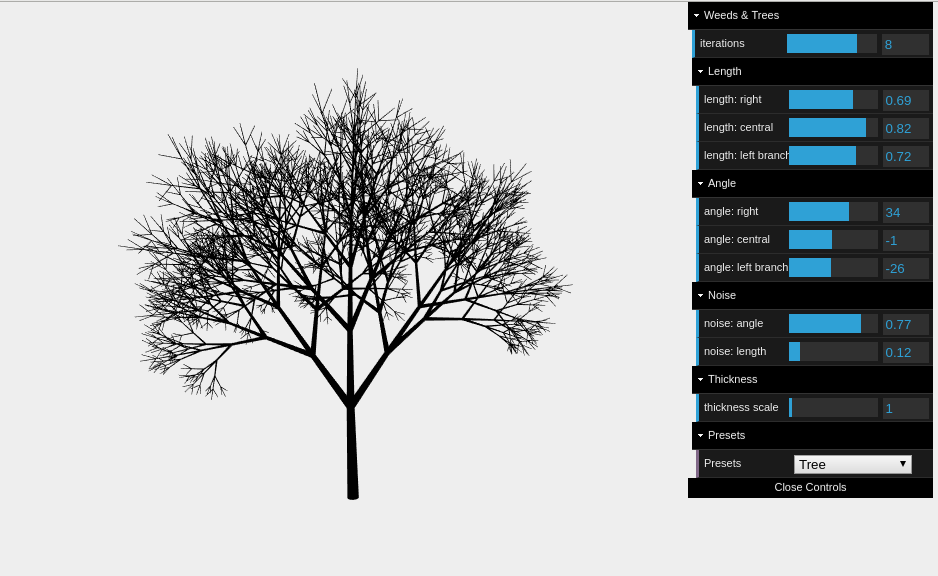 Weeds & Trees
iterations 8
Length
length: right 0.69
length: central 0.82
length: left branch 0.72
Angle
angle: right 34
angle: central -1
angle: left branch -26
Noise
noise: angle 0.77
noise: length 0.12
Thickness
thickness scale 1
Presets
Presets Tree
Close Controls